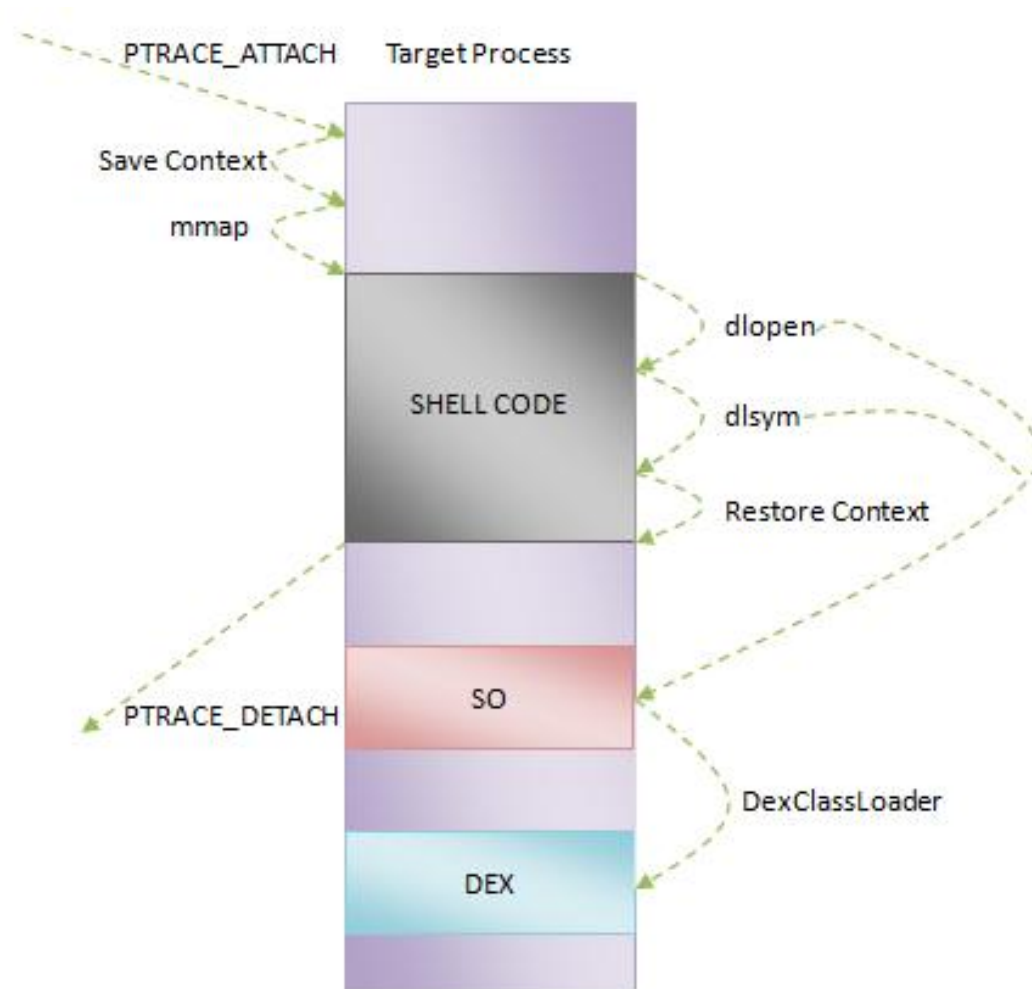 PTRACE_ATTACH
Target Process
Save Context
mmap
dlopen
SHELL CODE
dlsym
Restore Context
SO
PTRACE_DETACH
DexClassLoader
DEX